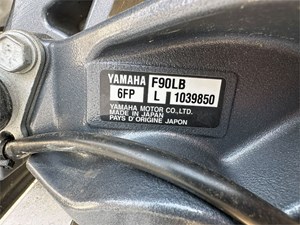 YAMAHA F90LB
6FP L 1039850
YAMAHA MOTOR CO.,LTD.
MADE IN JAPAN
PAYS D'ORIGINE JAPON